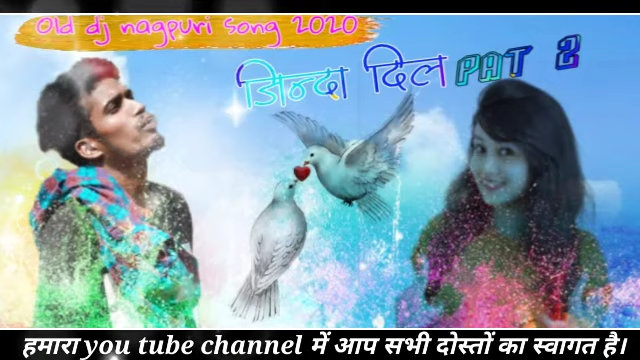 Old dj nagpuri song 2020
जिन्दा दिल PAT 2
हमारा you tube channel में आप सभी दोस्तों का स्वागत है।